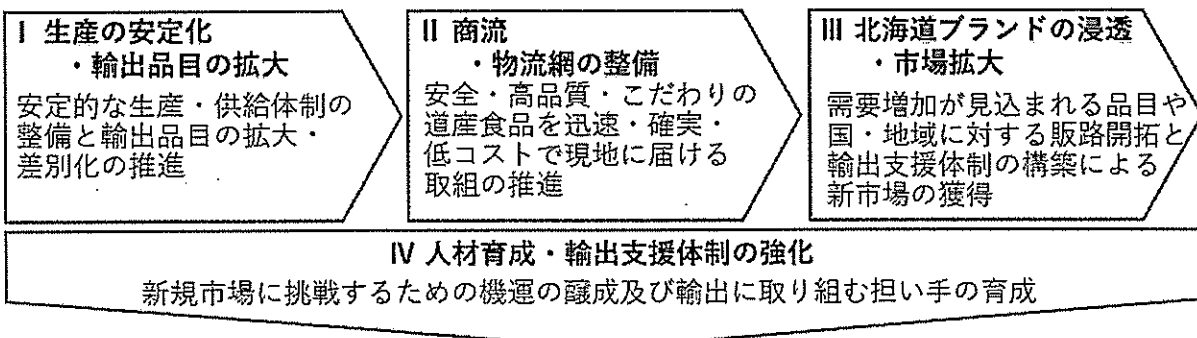 Ⅰ 生産の安定化
・輸出品目の拡大
安定的な生産・供給体制の
整備と輸出品目の拡大・
差別化の推進
Ⅱ 商流
・物流網の整備
安全・高品質・こだわりの
道産食品を迅速・確実・
低コストで現地に届ける
取組の推進
Ⅲ 北海道ブランドの浸透
・市場拡大
需要増加が見込まれる品目や
国・地域に対する販路開拓と
輸出支援体制の構築による
新市場の獲得
Ⅳ 人材育成・輸出支援体制の強化
新規市場に挑戦するための機運の醸成及び輸出に取り組む担い手の育成